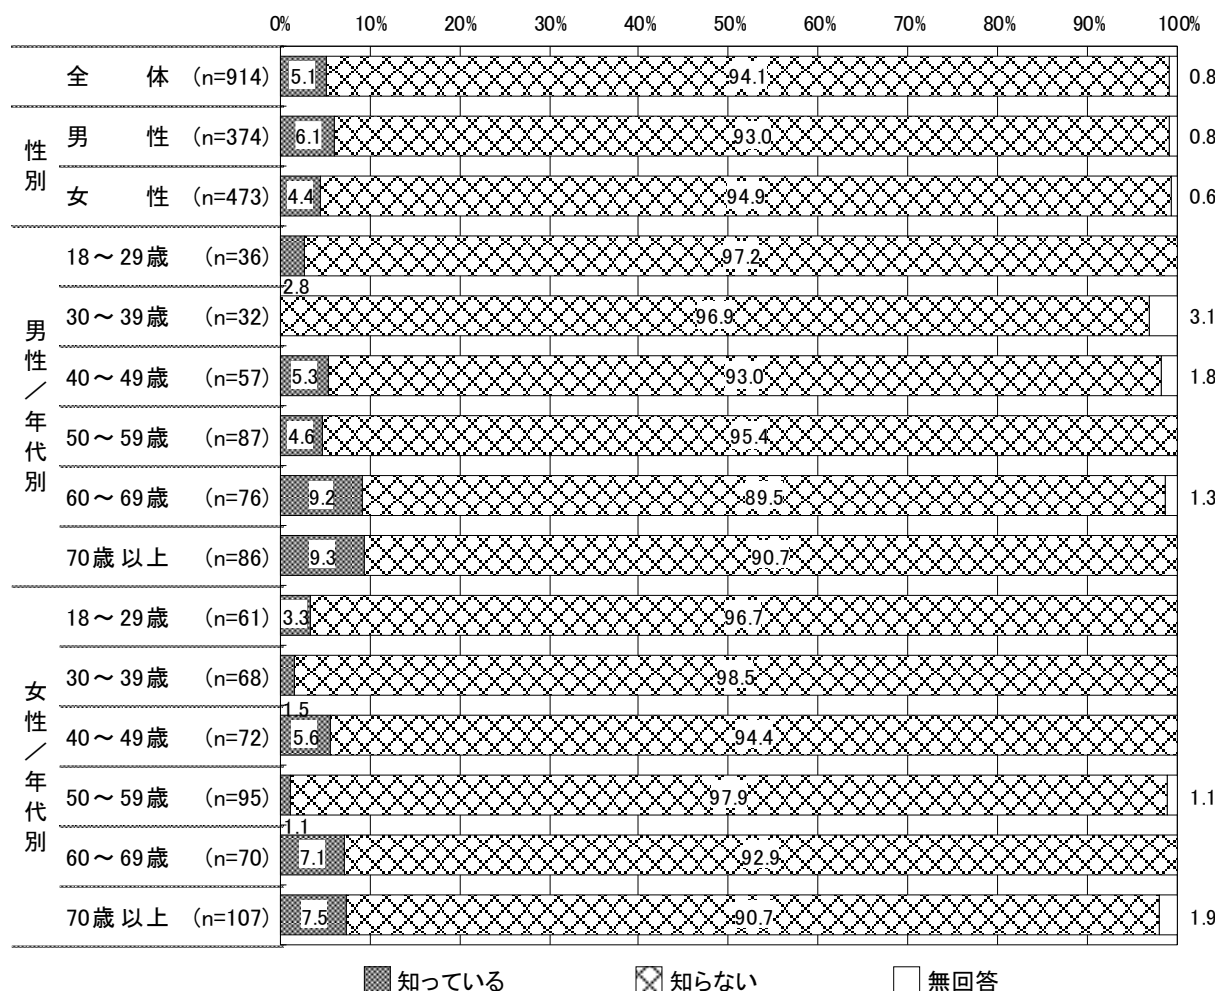 0% 10% 20% 30% 40% 50% 60% 70% 80% 90% 100%
全体 (n=914) 5.1 94.1 0.8
性別
男性 (n=374) 6.1 93.0 0.8
女性 (n=473) 4.4 94.9 0.6
男性/年代別
18~29歳 (n=36) 2.8 97.2
30~39歳 (n=32) 96.9 3.1
40~49歳 (n=57) 5.3 93.0 1.8
50~59歳 (n=87) 4.6 95.4
60~69歳 (n=76) 9.2 89.5 1.3
70歳以上 (n=86) 9.3 90.7
女性/年代別
18~29歳 (n=61) 3.3 96.7
30~39歳 (n=68) 1.5 98.5
40~49歳 (n=72) 5.6 94.4
50~59歳 (n=95) 1.1 97.9 1.1
60~69歳 (n=70) 7.1 92.9
70歳以上 (n=107) 7.5 90.7 1.9
知っている 知らない 無回答